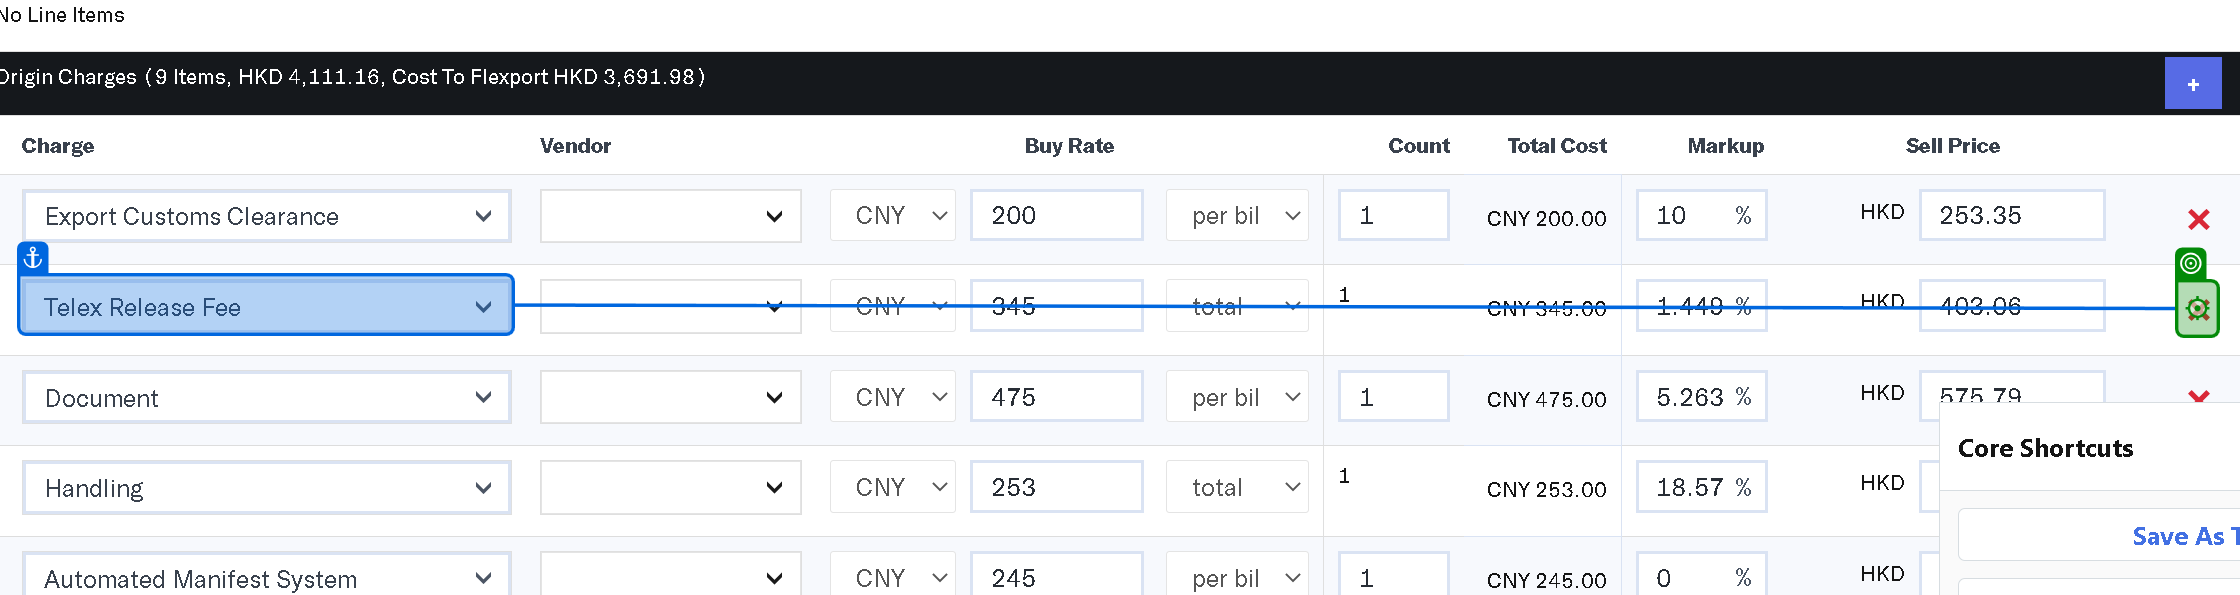 No Line Items
Origin Charges (9 Items, HKD 4,111.16, Cost To Flexport HKD 3,691.98)
+
Charge Vendor Buy Rate Count Total Cost Markup Sell Price
Export Customs Clearance CNY 200 per bil 1 CNY 200.00 10 % HKD 253.35
Telex Release Fee CNY 345 total 1 CNY 345.00 1.449 % HKD 403.06
Document CNY 475 per bil 1 CNY 475.00 5.263 % HKD 575.79
Handling CNY 253 total 1 CNY 253.00 18.57 % HKD
Automated Manifest System CNY 245 per bil 1 CNY 245.00 0 % HKD
Core Shortcuts
Save As